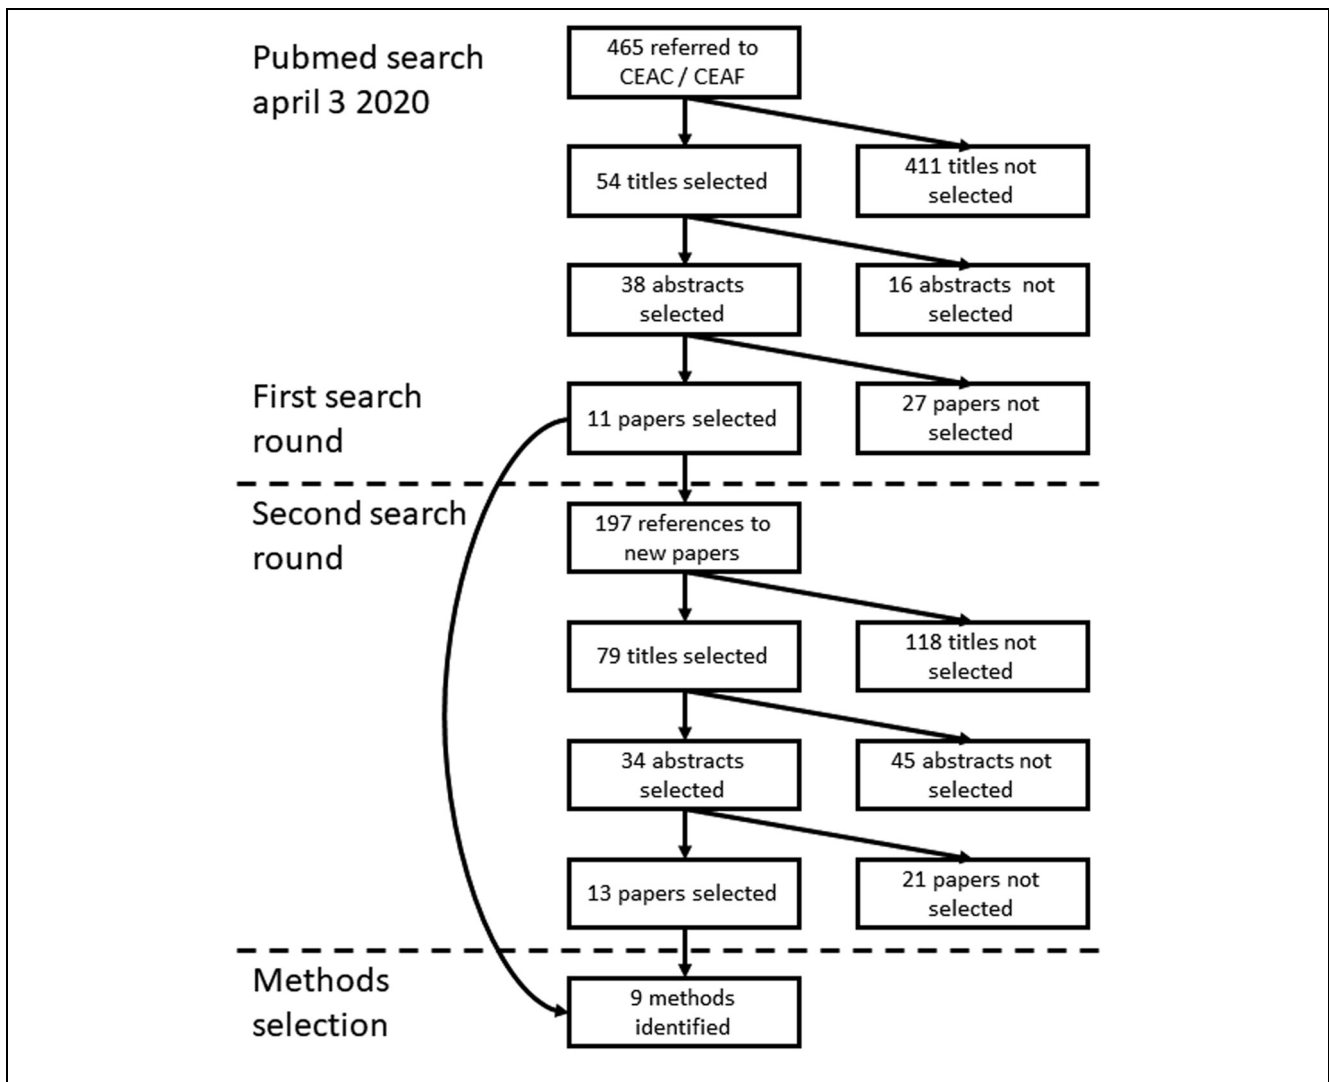 Pubmed search
april 3 2020
465 referred to
CEAC / CEAF
54 titles selected
411 titles not
selected
38 abstracts
selected
16 abstracts  not
selected
First search
round
11 papers selected
27 papers not
selected
Second search
round
197 references to
new papers
79 titles selected
118 titles not
selected
34 abstracts
selected
45 abstracts not
selected
13 papers selected
21 papers not
selected
Methods
selection
9 methods
identified